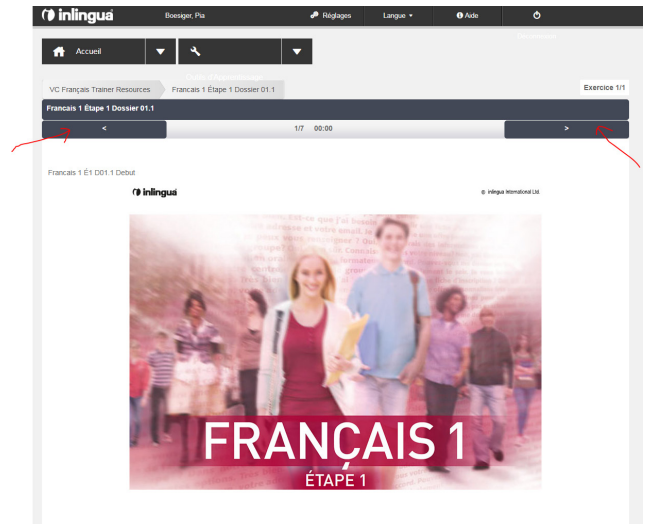 inlingua
Boesiger, Pia
Réglages
Langue
Aide
Accueil
VC Français Trainer Resources
Francais 1 Étape 1 Dossier 01.1
Exercice 1/1
Francais 1 Étape 1 Dossier 01.1
<
1/7 00:00
>
Francais 1 É1 D01.1 Debut
inlingua
© inlingua International Ltd.
FRANÇAIS 1
ÉTAPE 1